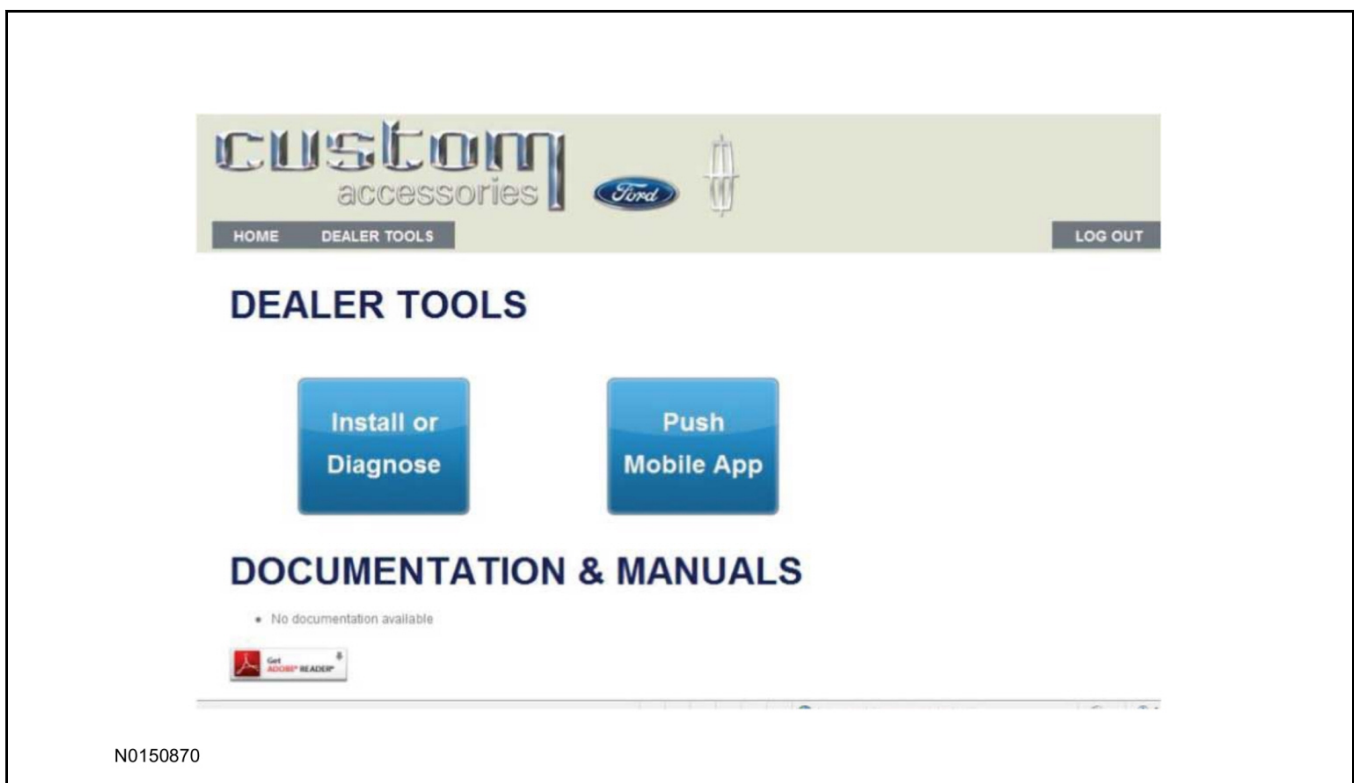 custom
accessories
Ford
HOME DEALER TOOLS LOG OUT
DEALER TOOLS
Install or
Diagnose
Push
Mobile App
DOCUMENTATION & MANUALS
• No documentation available
Get
ADOBE® READER®
N0150870